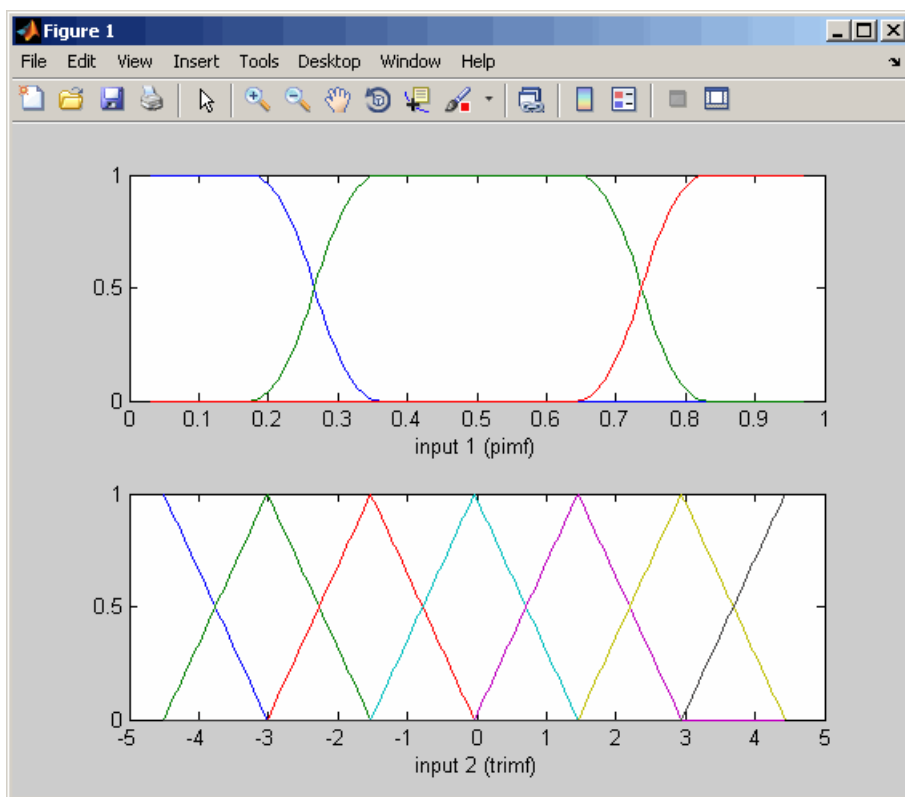 Figure 1
File Edit View Insert Tools Desktop Window Help
1
0.5
0
0 0.1 0.2 0.3 0.4 0.5 0.6 0.7 0.8 0.9 1
input 1 (pimf)
1
0.5
0
-5 -4 -3 -2 -1 0 1 2 3 4 5
input 2 (trimf)